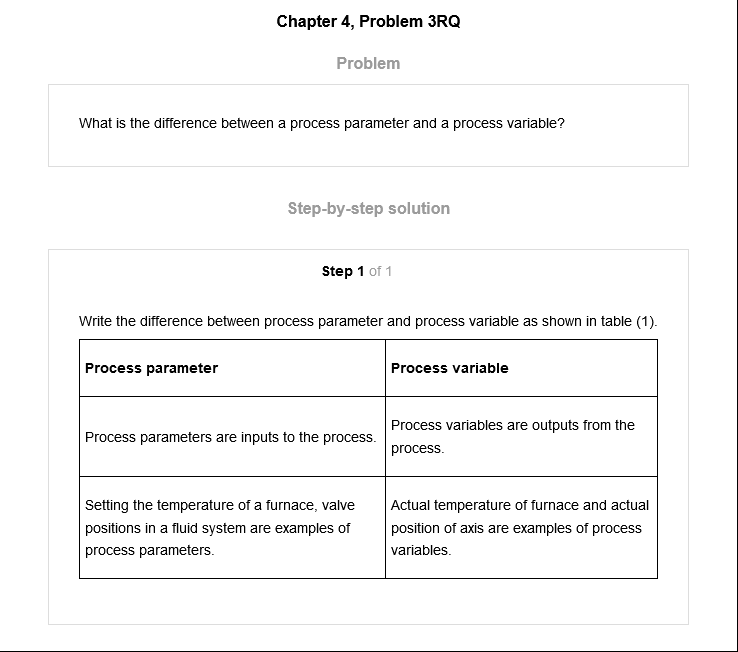 Chapter 4, Problem 3RQ
Problem
What is the difference between a process parameter and a process variable?
Step-by-step solution
Step 1 of 1
Write the difference between process parameter and process variable as shown in table (1).
Process parameter
Process variable
Process parameters are inputs to the process.
Process variables are outputs from the
process.
Setting the temperature of a furnace, valve
positions in a fluid system are examples of
process parameters.
Actual temperature of furnace and actual
position of axis are examples of process
variables.